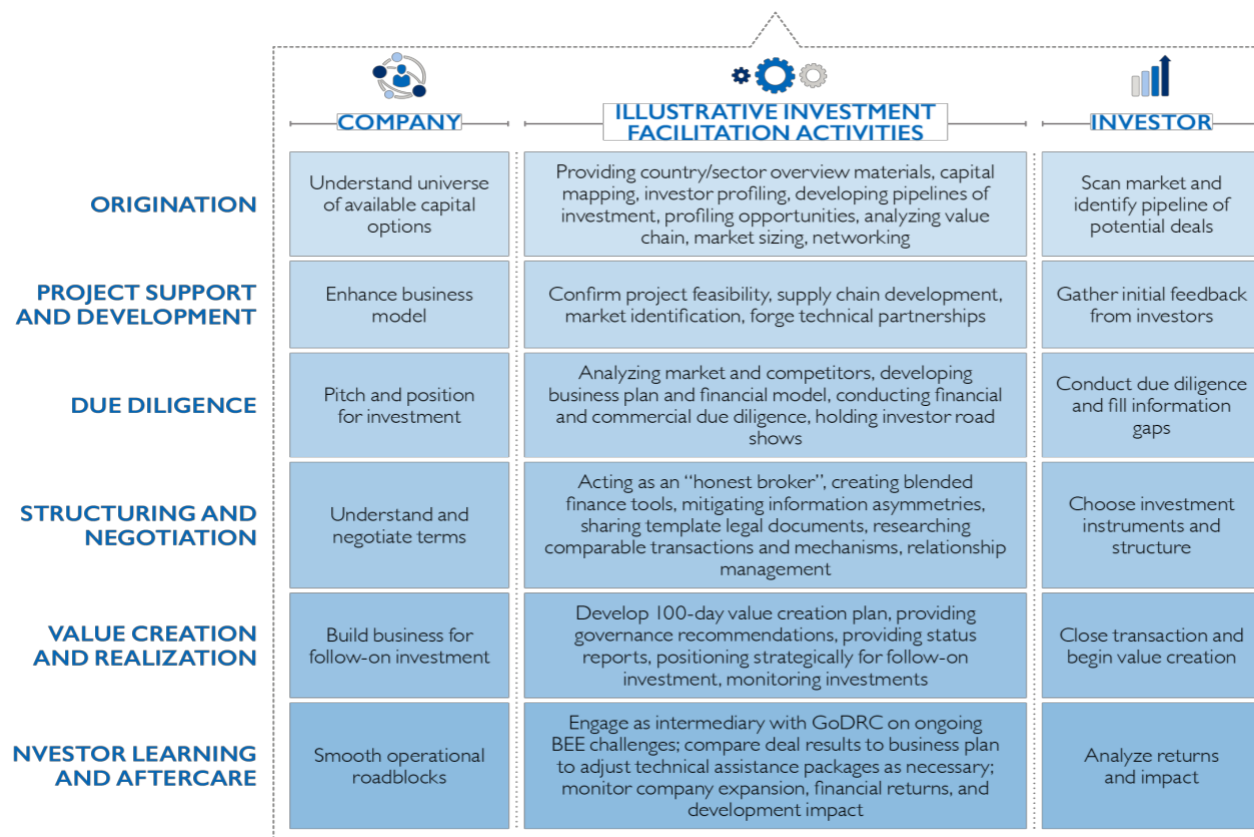 COMPANY
ILLUSTRATIVE INVESTMENT
FACILITATION ACTIVITIES
INVESTOR
ORIGINATION
Understand universe
of available capital
options
Providing country/sector overview materials, capital
mapping, investor profiling, developing pipelines of
investment, profiling opportunities, analyzing value
chain, market sizing, networking
Scan market and
identify pipeline of
potential deals
PROJECT SUPPORT
AND DEVELOPMENT
Enhance business
model
Confirm project feasibility, supply chain development,
market identification, forge technical partnerships
Gather initial feedback
from investors
DUE DILIGENCE
Pitch and position
for investment
Analyzing market and competitors, developing
business plan and financial model, conducting financial
and commercial due diligence, holding investor road
shows
Conduct due diligence
and fill information
gaps
STRUCTURING AND
NEGOTIATION
Understand and
negotiate terms
Acting as an “honest broker”, creating blended
finance tools, mitigating information asymmetries,
sharing template legal documents, researching
comparable transactions and mechanisms, relationship
management
Choose investment
instruments and
structure
VALUE CREATION
AND REALIZATION
Build business for
follow-on investment
Develop 100-day value creation plan, providing
governance recommendations, providing status
reports, positioning strategically for follow-on
investment, monitoring investments
Close transaction and
begin value creation
NVESTOR LEARNING
AND AFTERCARE
Smooth operational
roadblocks
Engage as intermediary with GoDRC on ongoing
BEE challenges; compare deal results to business plan
to adjust technical assistance packages as necessary;
monitor company expansion, financial returns, and
development impact
Analyze returns
and impact